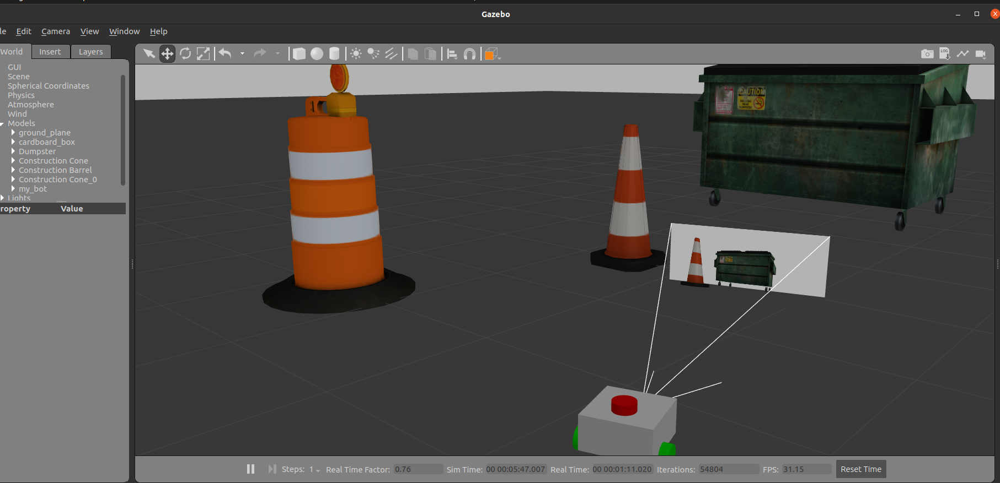 Gazebo
le Edit Camera View Window Help
World Insert Layers
GUI
Scene
Spherical Coordinates
Physics
Atmosphere
Wind
Models
ground_plane
cardboard_box
Dumpster
Construction Cone
Construction Barrel
Construction Cone_0
my_bot
Lights
roperty Value
LOG
CAUTION
Steps: 1 Real Time Factor: 0.76 Sim Time: 00 00:05:47.007 Real Time: 00 00:01:11.020 Iterations: 54804 FPS: 31.15 Reset Time